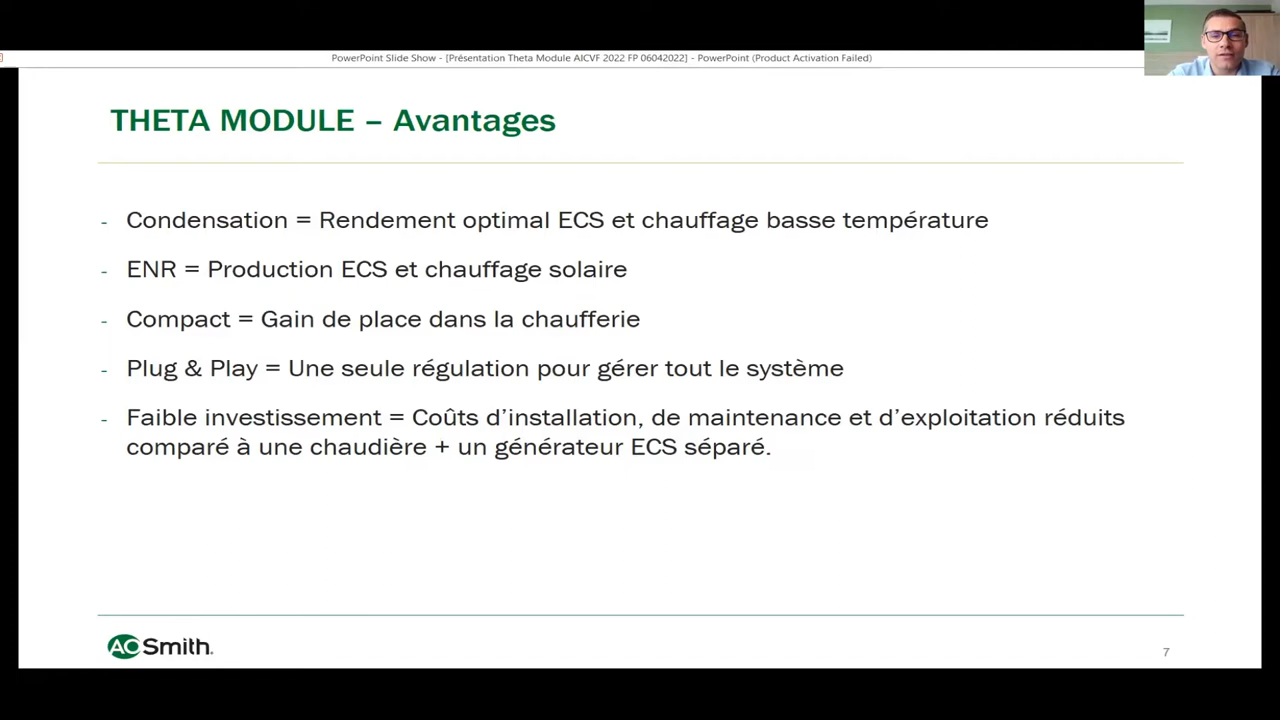 PowerPoint Slide Show - [Présentation Theta Module AICVF 2022 FP 06042022] - PowerPoint (Product Activation Failed)
THETA MODULE – Avantages
- Condensation = Rendement optimal ECS et chauffage basse température
- ENR = Production ECS et chauffage solaire
- Compact = Gain de place dans la chaufferie
- Plug & Play = Une seule régulation pour gérer tout le système
- Faible investissement = Coûts d’installation, de maintenance et d’exploitation réduits
comparé à une chaudière + un générateur ECS séparé.
AO Smith.
7